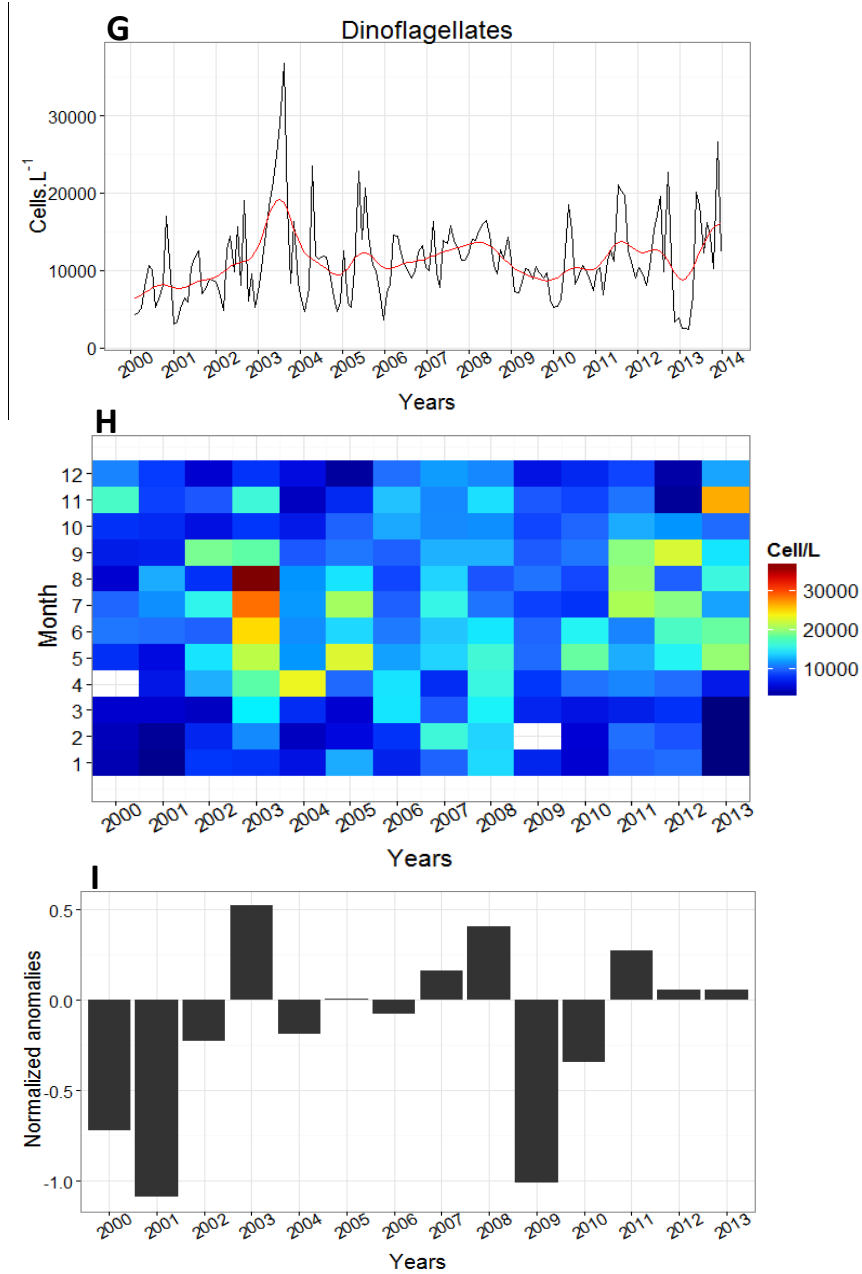 G
Dinoflagellates
Cells.L⁻¹
30000
20000
10000
0
2000 2001 2002 2003 2004 2005 2006 2007 2008 2009 2010 2011 2012 2013 2014
Years
H
Month
12
11
10
9
8
7
6
5
4
3
2
1
Cell/L
30000
20000
10000
2000 2001 2002 2003 2004 2005 2006 2007 2008 2009 2010 2011 2012 2013
Years
I
Normalized anomalies
0.5
0.0
-0.5
-1.0
2000 2001 2002 2003 2004 2005 2006 2007 2008 2009 2010 2011 2012 2013
Years